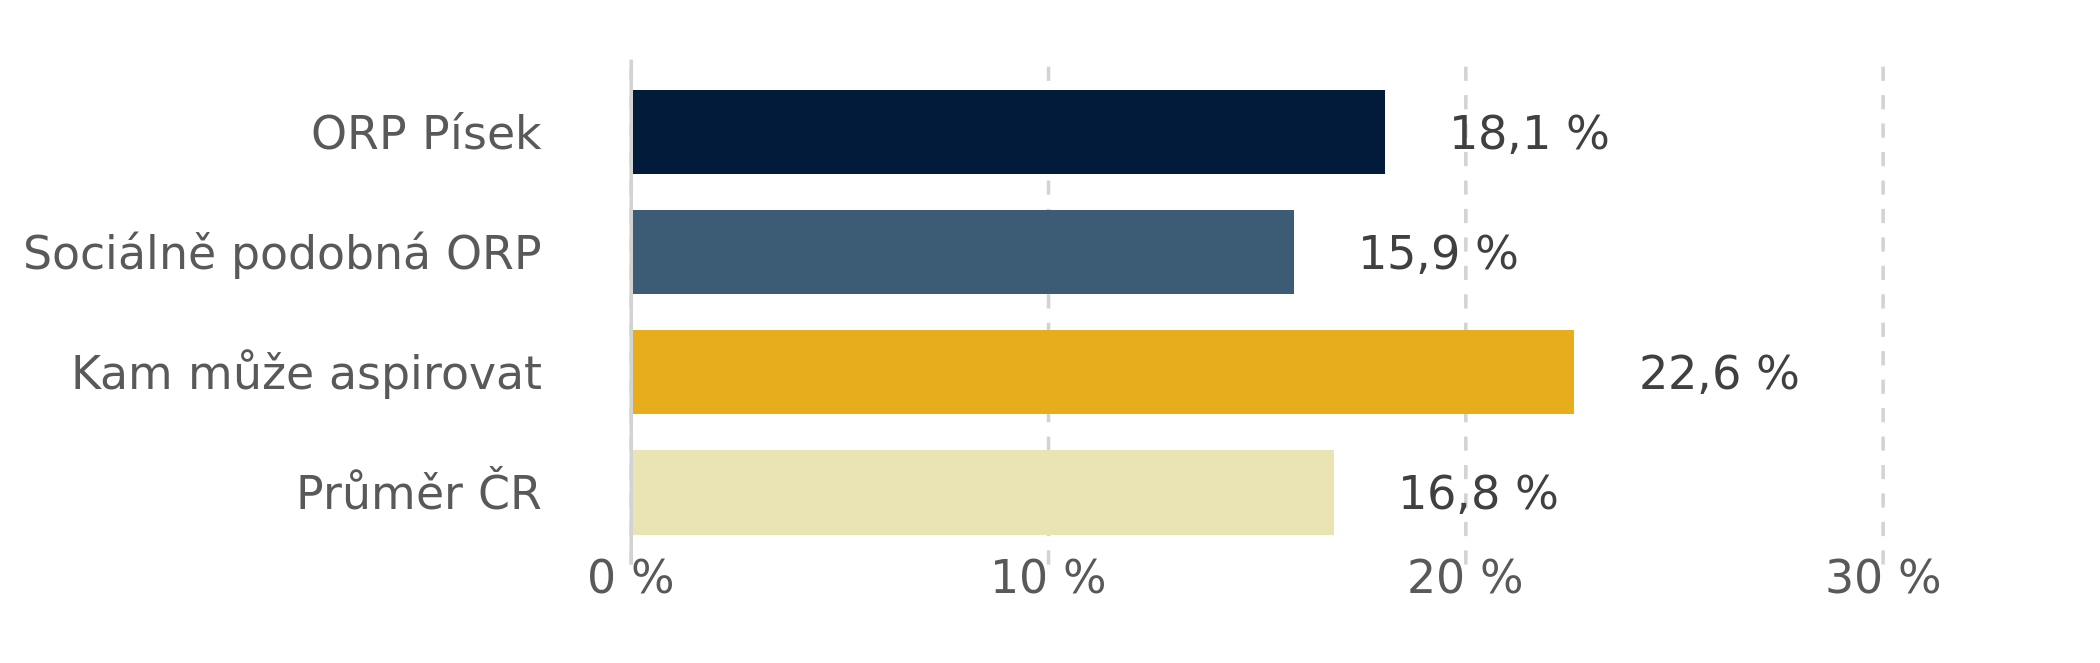 ORP Písek 18,1 %
Sociálně podobná ORP 15,9 %
Kam může aspirovat 22,6 %
Průměr ČR 16,8 %
0 % 10 % 20 % 30 %